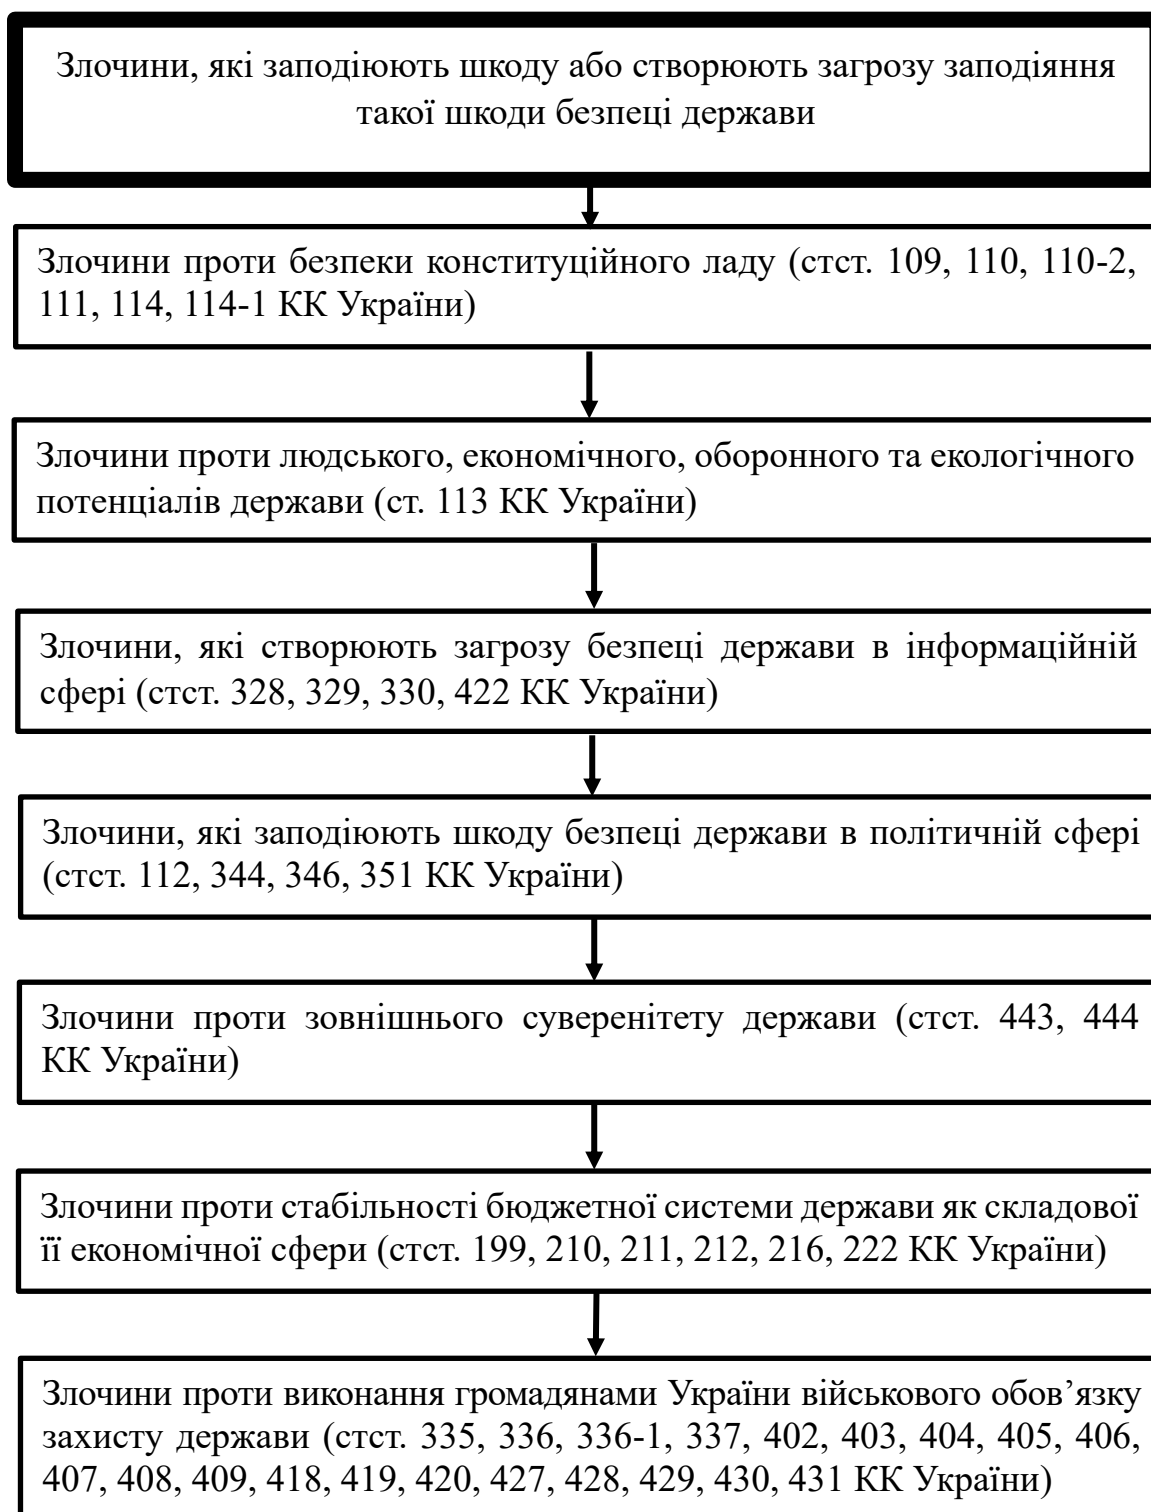 Злочини, які заподіюють шкоду або створюють загрозу заподіяння
такої шкоди безпеці держави
Злочини проти безпеки конституційного ладу (стст. 109, 110, 110-2,
111, 114, 114-1 КК України)
Злочини проти людського, економічного, оборонного та екологічного
потенціалів держави (ст. 113 КК України)
Злочини, які створюють загрозу безпеці держави в інформаційній
сфері (стст. 328, 329, 330, 422 КК України)
Злочини, які заподіюють шкоду безпеці держави в політичній сфері
(стст. 112, 344, 346, 351 КК України)
Злочини проти зовнішнього суверенітету держави (стст. 443, 444
КК України)
Злочини проти стабільності бюджетної системи держави як складової
її економічної сфери (стст. 199, 210, 211, 212, 216, 222 КК України)
Злочини проти виконання громадянами України військового обов’язку
захисту держави (стст. 335, 336, 336-1, 337, 402, 403, 404, 405, 406,
407, 408, 409, 418, 419, 420, 427, 428, 429, 430, 431 КК України)